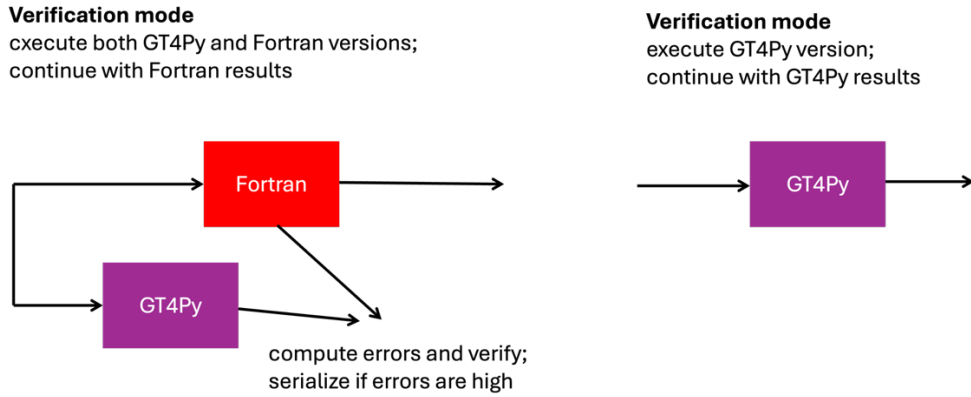 Verification mode
cxecute both GT4Py and Fortran versions;
continue with Fortran results
Verification mode
execute GT4Py version;
continue with GT4Py results
Fortran
GT4Py
GT4Py
compute errors and verify;
serialize if errors are high